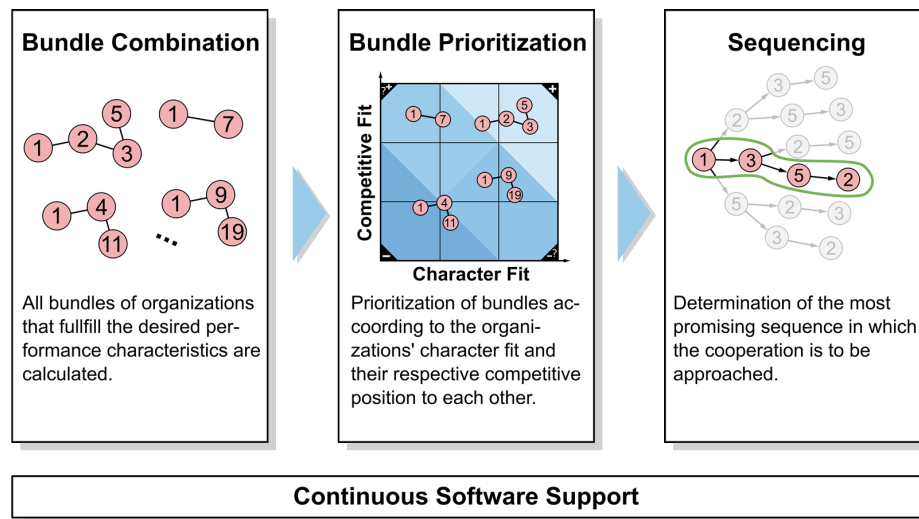 Bundle Combination
1
2
5
3
1
7
1
4
11
1
9
19
...
All bundles of organizations
that fullfill the desired per-
formance characteristics are
calculated.
Bundle Prioritization
Competitive Fit
?+
+
1
7
1
2
5
3
1
9
19
1
4
11
–
–?
Character Fit
Prioritization of bundles ac-
coording to the organi-
zations' character fit and
their respective competitive
position to each other.
Sequencing
3
5
2
5
3
2
5
1
3
5
2
5
2
3
3
2
Determination of the most
promising sequence in which
the cooperation is to be
approached.
Continuous Software Support